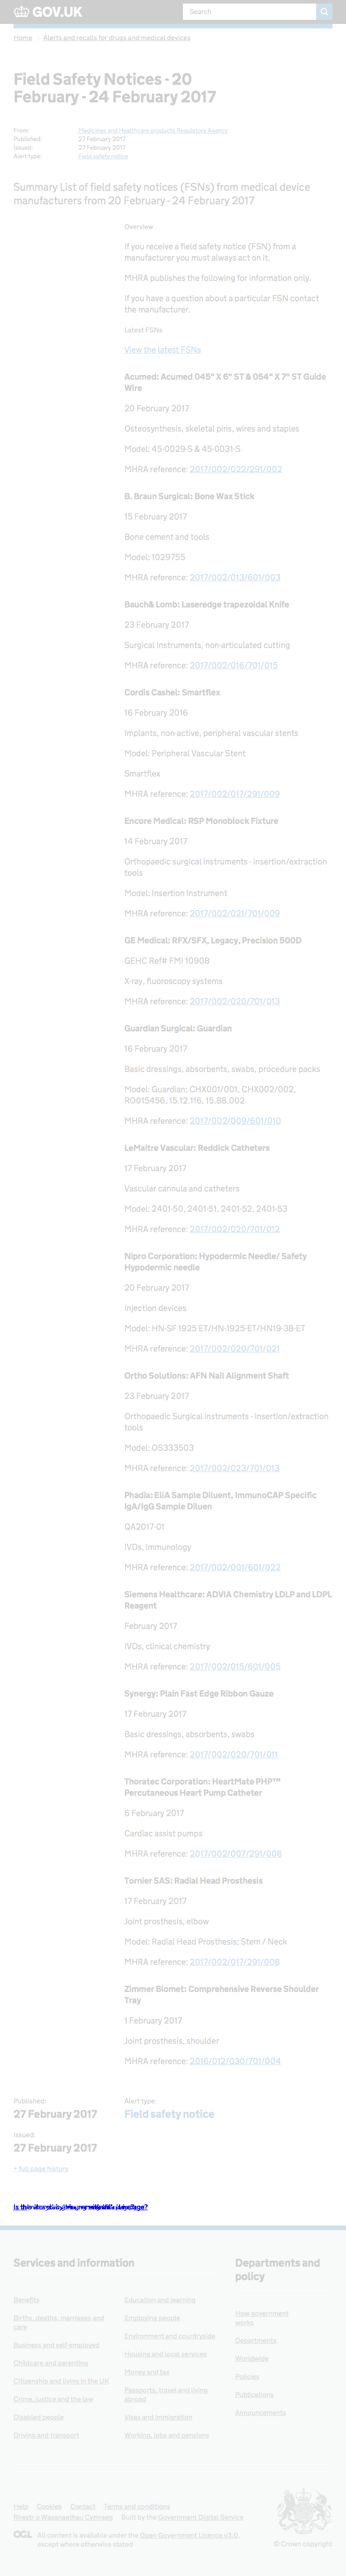 GOV.UK
Search
Home
Alerts and recalls for drugs and medical devices
Field Safety Notices - 20
February - 24 February 2017
From: Medicines and Healthcare products Regulatory Agency
Published: 27 February 2017
Issued: 27 February 2017
Alert type: Field safety notice
Summary List of field safety notices (FSNs) from medical device
manufacturers from 20 February - 24 February 2017
Overview
If you receive a field safety notice (FSN) from a
manufacturer you must always act on it.
MHRA publishes the following for information only.
If you have a question about a particular FSN contact
the manufacturer.
Latest FSNs
View the latest FSNs
Acumed: Acumed 045" X 6" ST & 054" X 7" ST Guide
Wire
20 February 2017
Osteosynthesis, skeletal pins, wires and staples
Model: 45-0029-S & 45-0031-S
MHRA reference: 2017/002/022/291/002
B. Braun Surgical: Bone Wax Stick
15 February 2017
Bone cement and tools
Model: 1029755
MHRA reference: 2017/002/013/601/003
Bauch& Lomb: Laseredge trapezoidal Knife
23 February 2017
Surgical instruments, non-articulated cutting
MHRA reference: 2017/002/016/701/015
Cordis Cashel: Smartflex
16 February 2016
Implants, non-active, peripheral vascular stents
Model: Peripheral Vascular Stent
Smartflex
MHRA reference: 2017/002/017/291/009
Encore Medical: RSP Monoblock Fixture
14 February 2017
Orthopaedic surgical instruments - insertion/extraction
tools
Model: Insertion Instrument
MHRA reference: 2017/002/021/701/009
GE Medical: RFX/SFX, Legacy, Precision 500D
GEHC Ref# FMI 10908
X-ray, fluoroscopy systems
MHRA reference: 2017/002/020/701/013
Guardian Surgical: Guardian
16 February 2017
Basic dressings, absorbents, swabs, procedure packs
Model: Guardian; CHX001/001, CHX002/002,
RO015456, 15.12.116, 15.88.002
MHRA reference: 2017/002/009/601/010
LeMaitre Vascular: Reddick Catheters
17 February 2017
Vascular cannula and catheters
Model: 2401-50, 2401-51, 2401-52, 2401-53
MHRA reference: 2017/002/020/701/012
Nipro Corporation: Hypodermic Needle/ Safety
Hypodermic needle
20 February 2017
Injection devices
Model: HN-SF 1925 ET/HN-1925-ET/HN19-38-ET
MHRA reference: 2017/002/020/701/021
Ortho Solutions: AFN Nail Alignment Shaft
23 February 2017
Orthopaedic Surgical instruments - insertion/extraction
tools
Model: OS333503
MHRA reference: 2017/002/023/701/013
Phadia: EliA Sample Diluent, ImmunoCAP Specific
IgA/IgG Sample Diluen
QA2017-01
IVDs, immunology
MHRA reference: 2017/002/001/601/022
Siemens Healthcare: ADVIA Chemistry LDLP and LDPL
Reagent
February 2017
IVDs, clinical chemistry
MHRA reference: 2017/002/015/601/005
Synergy: Plain Fast Edge Ribbon Gauze
17 February 2017
Basic dressings, absorbents, swabs
MHRA reference: 2017/002/020/701/011
Thoratec Corporation: HeartMate PHP™
Percutaneous Heart Pump Catheter
6 February 2017
Cardiac assist pumps
MHRA reference: 2017/002/007/291/006
Tornier SAS: Radial Head Prosthesis
17 February 2017
Joint prosthesis, elbow
Model: Radial Head Prosthesis; Stem / Neck
MHRA reference: 2017/002/017/291/008
Zimmer Biomet: Comprehensive Reverse Shoulder
Tray
1 February 2017
Joint prosthesis, shoulder
MHRA reference: 2016/012/030/701/004
Published: Alert type:
27 February 2017 Field safety notice
Issued:
27 February 2017
+ full page history
Services and information
Departments and
policy
Benefits
Births, deaths, marriages and
care
Business and self-employed
Childcare and parenting
Citizenship and living in the UK
Crime, justice and the law
Disabled people
Driving and transport
Education and learning
Employing people
Environment and countryside
Housing and local services
Money and tax
Passports, travel and living
abroad
Visas and immigration
Working, jobs and pensions
How government
works
Departments
Worldwide
Policies
Publications
Announcements
Help Cookies Contact Terms and conditions
Rhestr o Wasanaethau Cymraeg Built by the Government Digital Service
OGL All content is available under the Open Government Licence v3.0,
except where otherwise stated
© Crown copyright